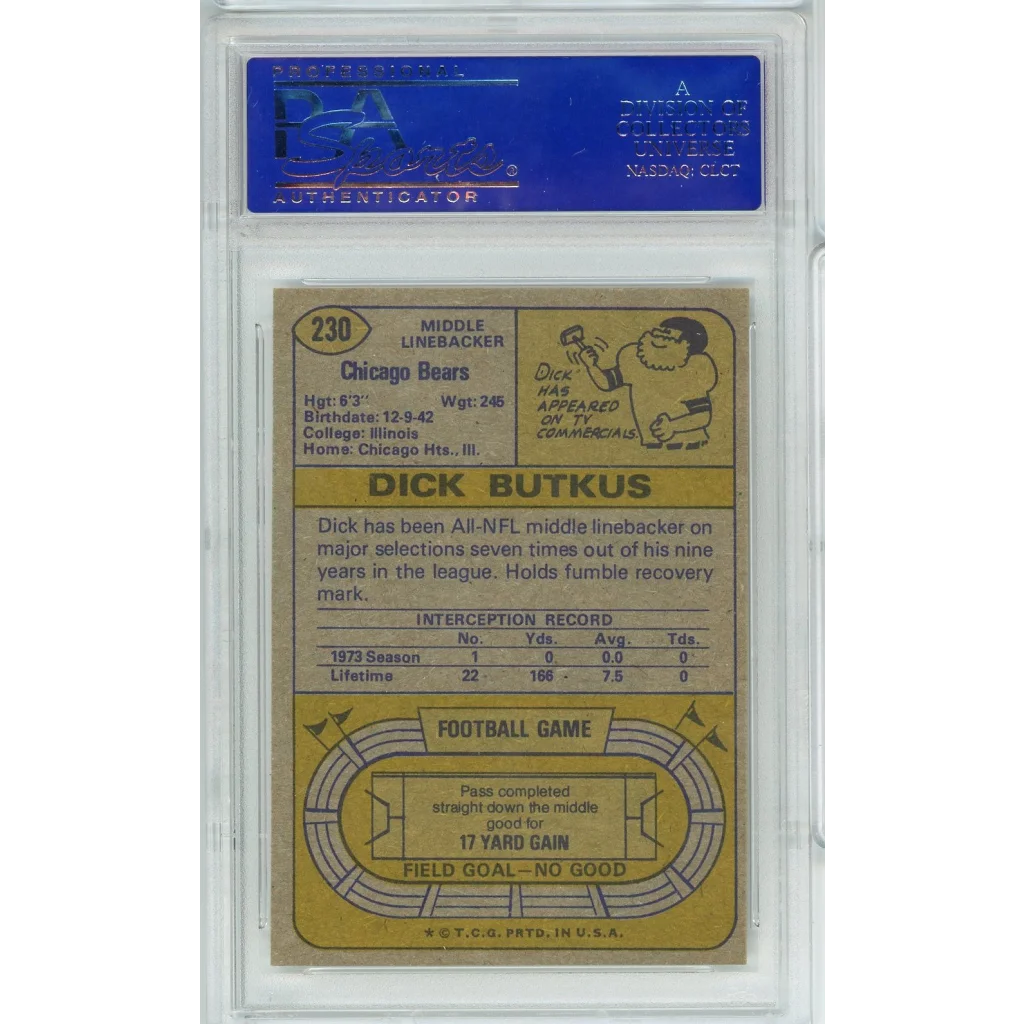 PROFESSIONAL
PSA
Sports®
AUTHENTICATOR
A
DIVISION OF
COLLECTORS
UNIVERSE
NASDAQ: CLCT
230
MIDDLE
LINEBACKER
Chicago Bears
Hgt: 6'3" Wgt: 245
Birthdate: 12-9-42
College: Illinois
Home: Chicago Hts., Ill.
DICK
HAS
APPEARED
ON TV
COMMERCIALS.
DICK BUTKUS
Dick has been All-NFL middle linebacker on
major selections seven times out of his nine
years in the league. Holds fumble recovery
mark.
INTERCEPTION RECORD
No. Yds. Avg. Tds.
1973 Season 1 0 0.0 0
Lifetime 22 166 7.5 0
FOOTBALL GAME
Pass completed
straight down the middle
good for
17 YARD GAIN
FIELD GOAL—NO GOOD
* © T.C.G. PRTD. IN U.S.A.